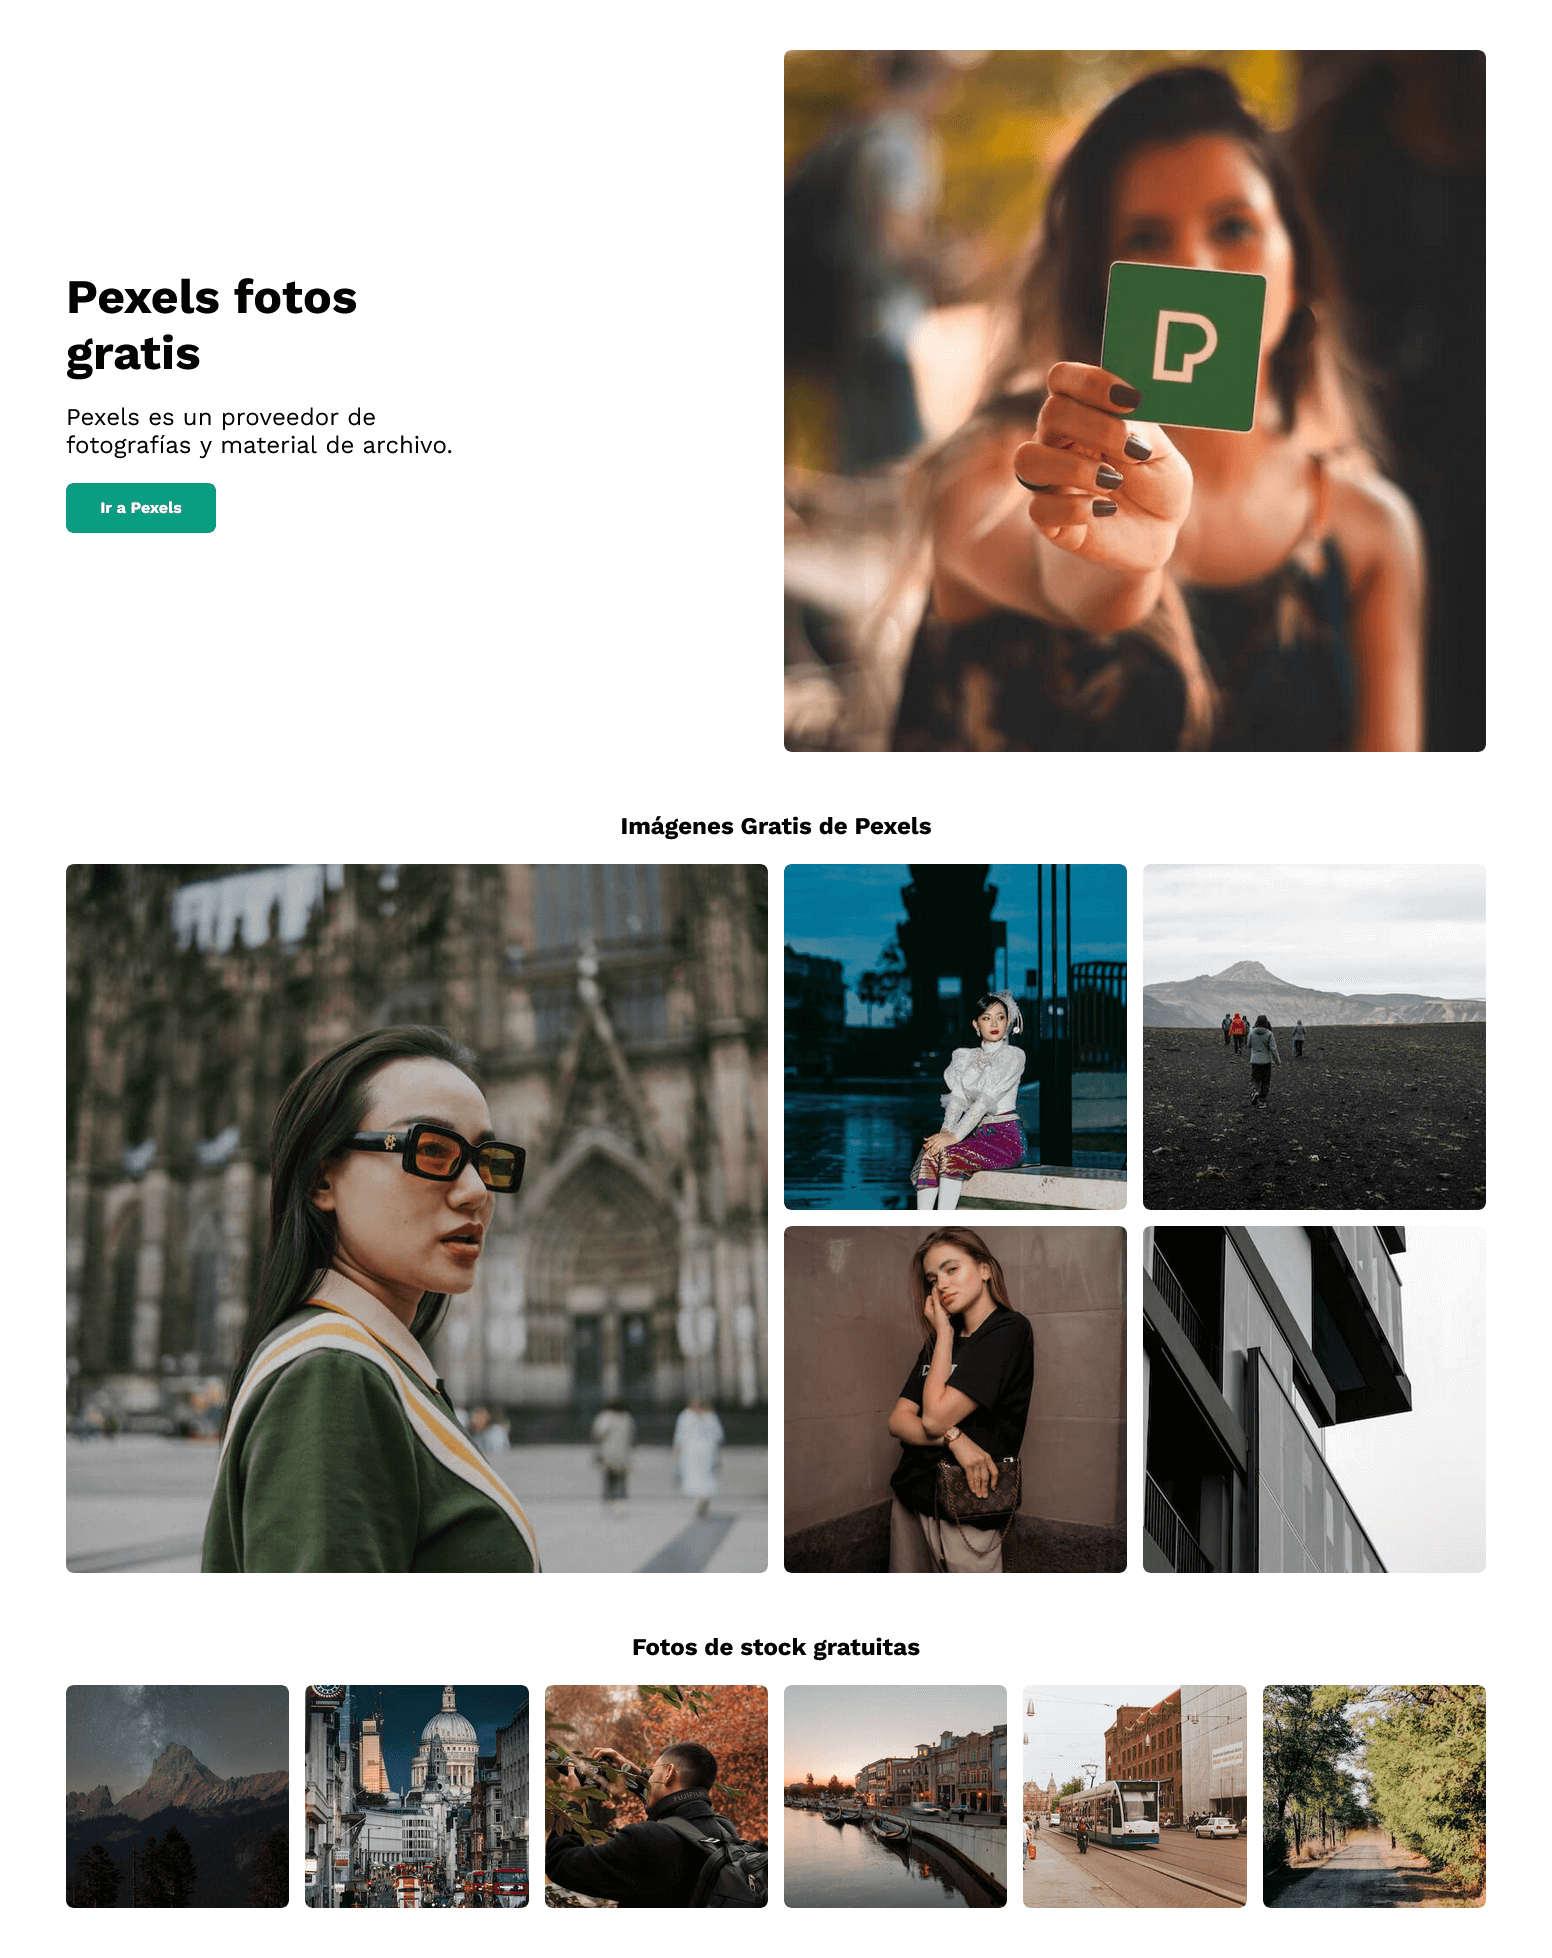 Pexels fotos
gratis
Pexels es un proveedor de
fotografías y material de archivo.
Ir a Pexels
P
Imágenes Gratis de Pexels
Fotos de stock gratuitas
FUJIFILM